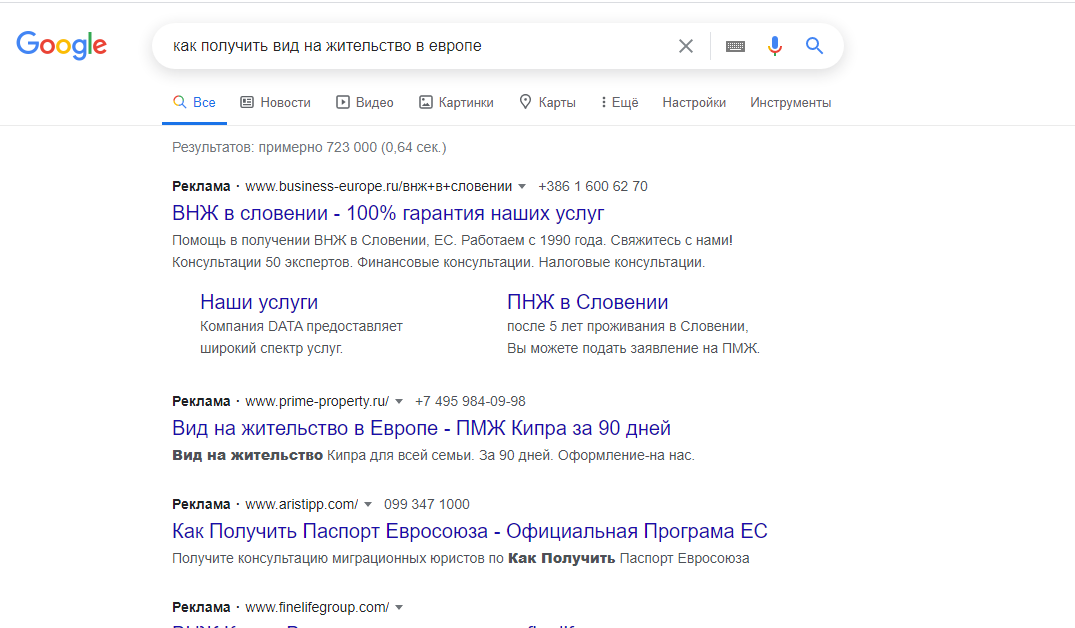 Google
как получить вид на жительство в европе
Все Новости Видео Картинки Карты Ещё Настройки Инструменты
Результатов: примерно 723 000 (0,64 сек.)
Реклама · www.business-europe.ru/внж+в+словении +386 1 600 62 70
ВНЖ в словении - 100% гарантия наших услуг
Помощь в получении ВНЖ в Словении, ЕС. Работаем с 1990 года. Свяжитесь с нами!
Консультации 50 экспертов. Финансовые консультации. Налоговые консультации.
Наши услуги
Компания DATA предоставляет
широкий спектр услуг.
ПНЖ в Словении
после 5 лет проживания в Словении,
Вы можете подать заявление на ПМЖ.
Реклама · www.prime-property.ru/ +7 495 984-09-98
Вид на жительство в Европе - ПМЖ Кипра за 90 дней
Вид на жительство Кипра для всей семьи. За 90 дней. Оформление-на нас.
Реклама · www.aristipp.com/ 099 347 1000
Как Получить Паспорт Евросоюза - Официальная Програма ЕС
Получите консультацию миграционных юристов по Как Получить Паспорт Евросоюза
Реклама · www.finelifegroup.com/